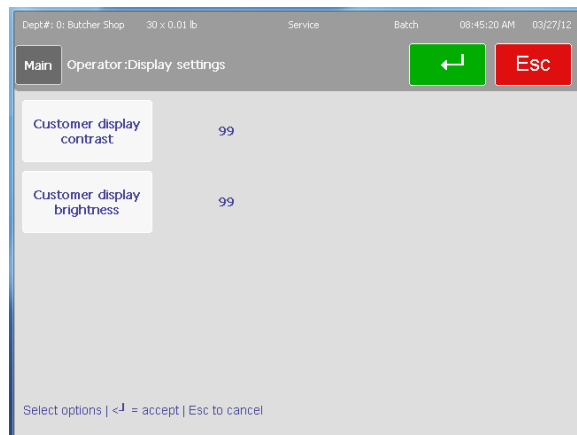 Dept#: 0: Butcher Shop 30 x 0.01 lb Service Batch 08:45:20 AM 03/27/12
Main Operator:Display settings ↵ Esc
Customer display
contrast
99
Customer display
brightness
99
Select options | <┘ = accept | Esc to cancel